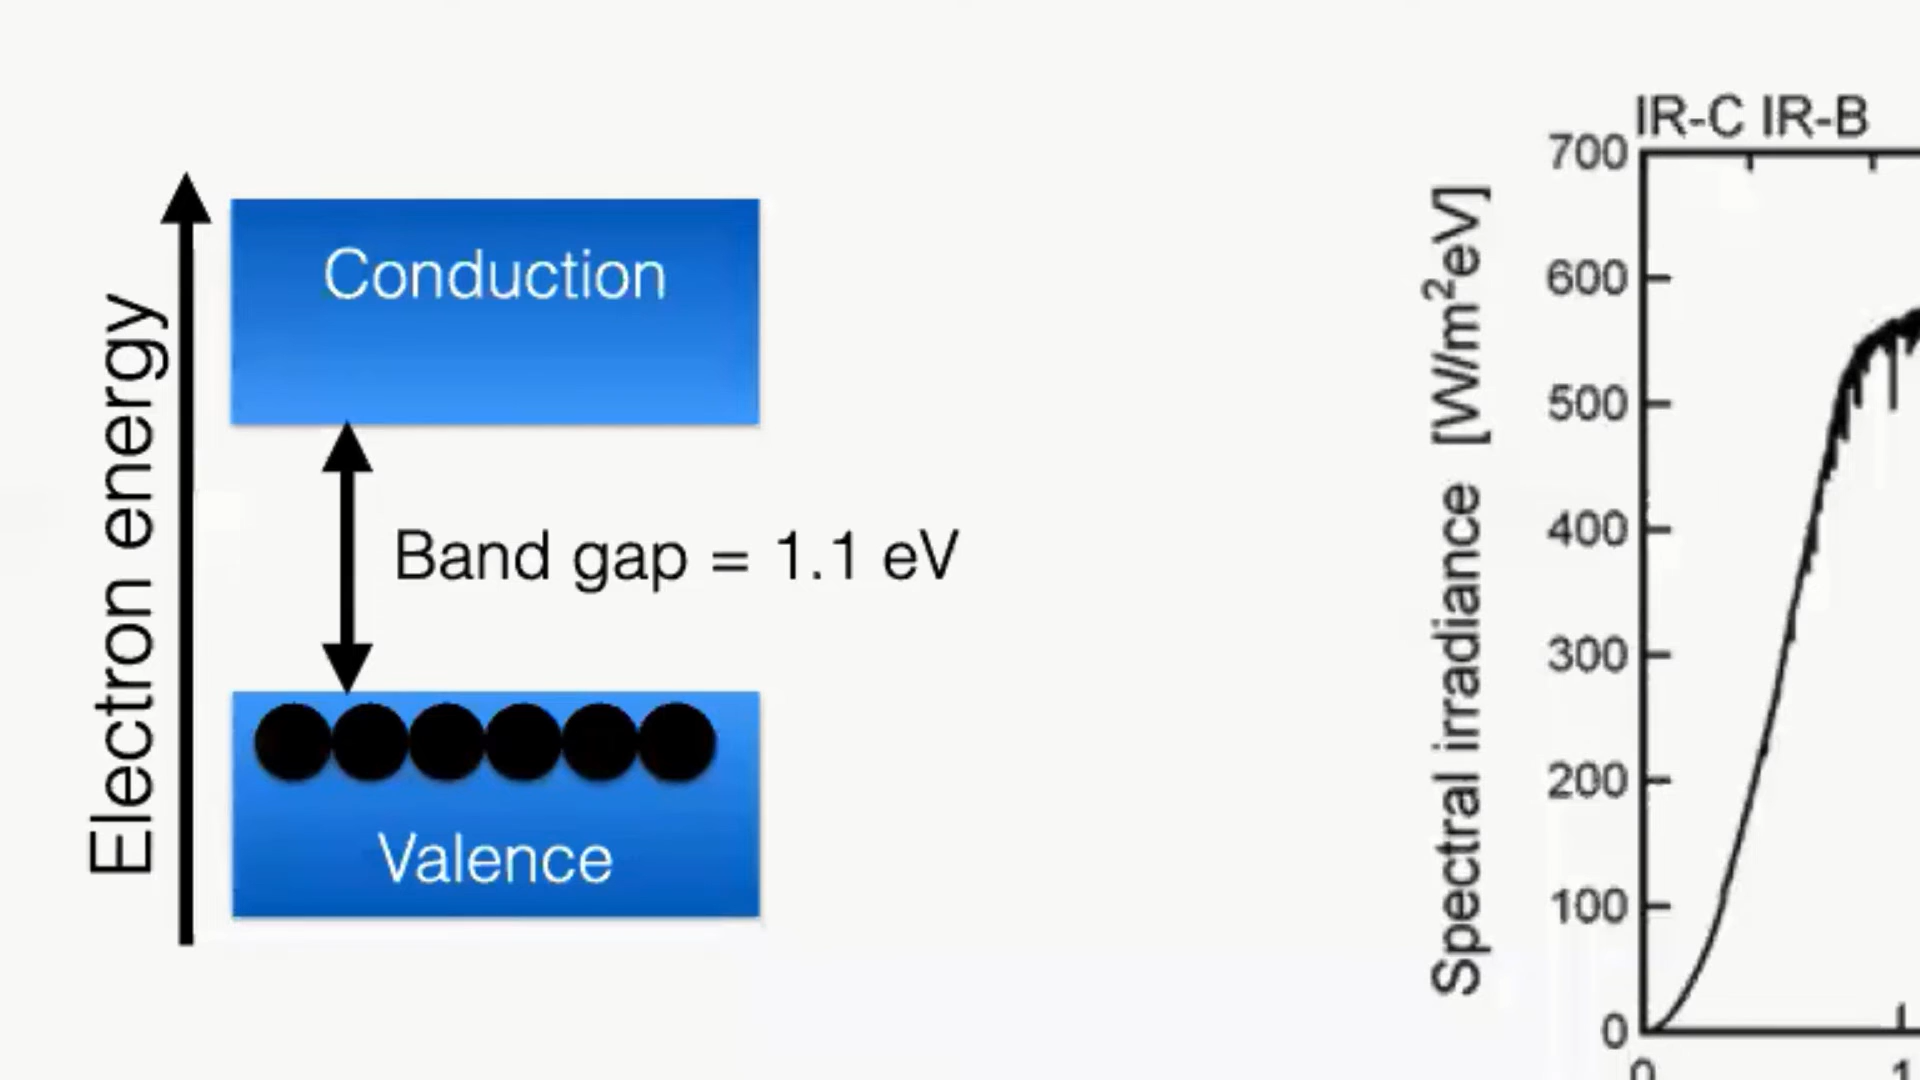 Electron energy
Conduction
Band gap = 1.1 eV
Valence
IR-C IR-B
Spectral irradiance [W/m²eV]
700
600
500
400
300
200
100
0
0
1